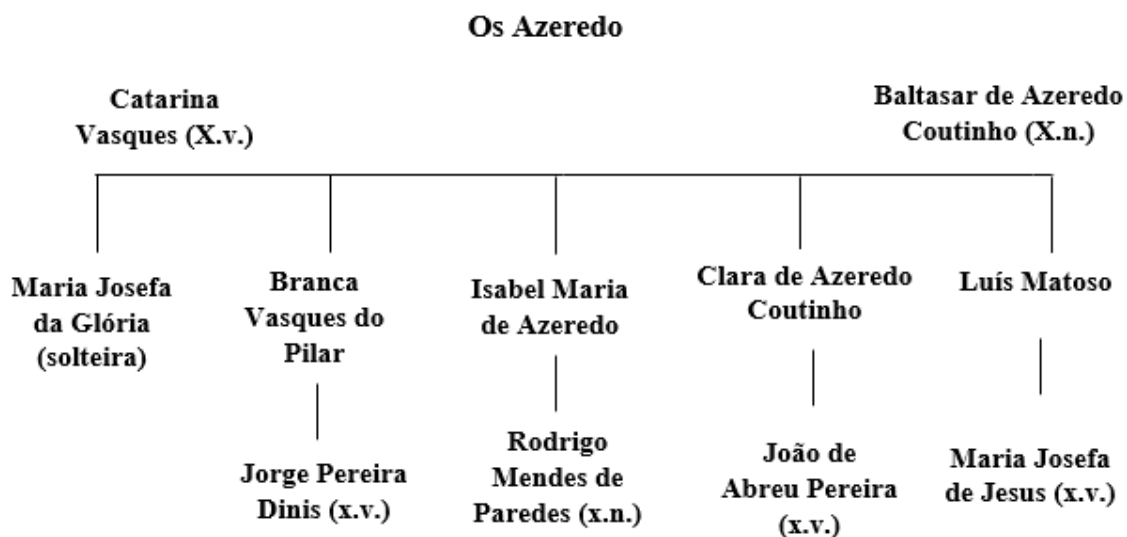 Os Azeredo
Catarina
Vasques (X.v.)
Baltasar de Azeredo
Coutinho (X.n.)
Maria Josefa
da Glória
(solteira)
Branca
Vasques do
Pilar
Isabel Maria
de Azeredo
Clara de Azeredo
Coutinho
Luís Matoso
Jorge Pereira
Dinis (x.v.)
Rodrigo
Mendes de
Paredes (x.n.)
João de
Abreu Pereira
(x.v.)
Maria Josefa
de Jesus (x.v.)